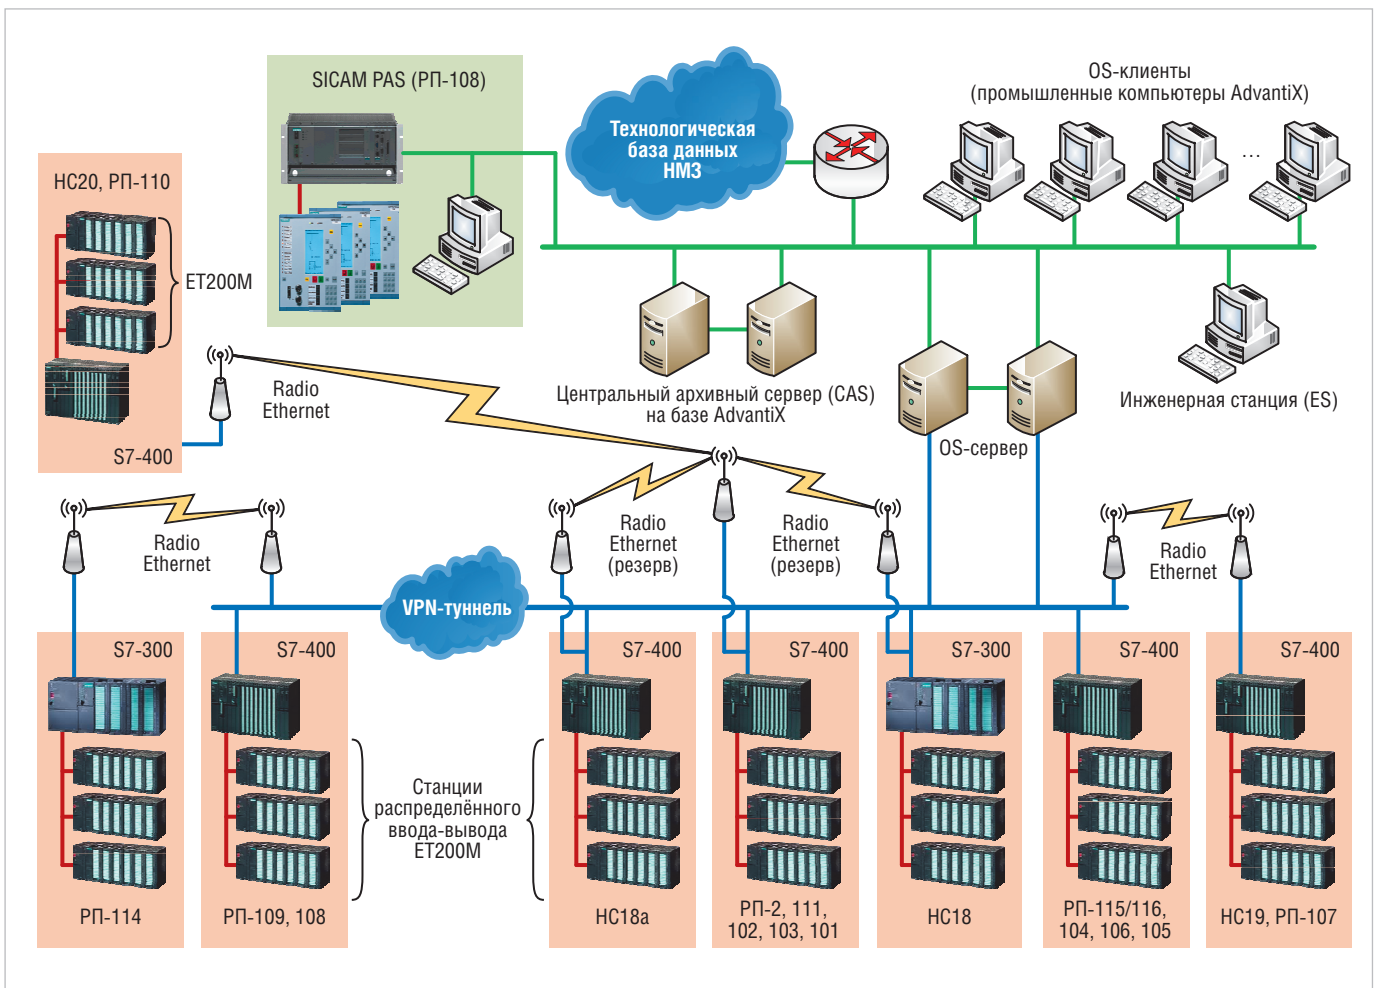 SICAM PAS (РП-108)
Технологическая
база данных
НМЗ
OS-клиенты
(промышленные компьютеры AdvantiX)
...
НС20, РП-110
ET200M
S7-400
Radio
Ethernet
Центральный архивный сервер (CAS)
на базе AdvantiX
OS-сервер
Инженерная станция (ES)
Radio
Ethernet
Radio
Ethernet
(резерв)
Radio
Ethernet
(резерв)
Radio
Ethernet
VPN-туннель
S7-300
S7-400
S7-400
S7-400
S7-300
S7-400
S7-400
Станции
распределённого
ввода-вывода
ET200M
РП-114
РП-109, 108
НС18а
РП-2, 111,
102, 103, 101
НС18
РП-115/116,
104, 106, 105
НС19, РП-107